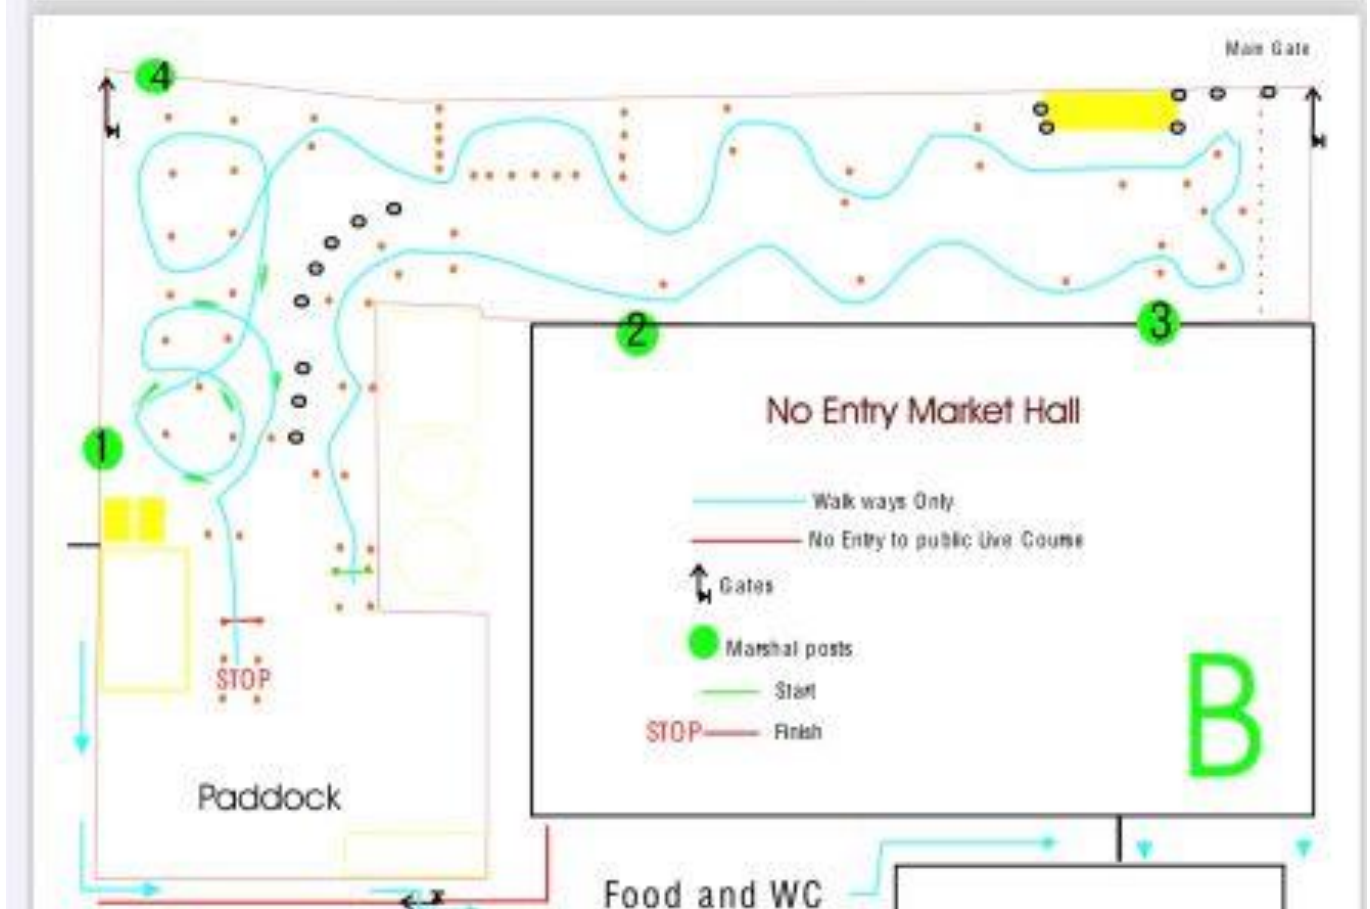 Main Gate
4
2
3
1
No Entry Market Hall
Walk ways Only
No Entry to public Live Course
Gates
Marshal posts
Start
STOP Finish
B
STOP
Paddock
Food and WC